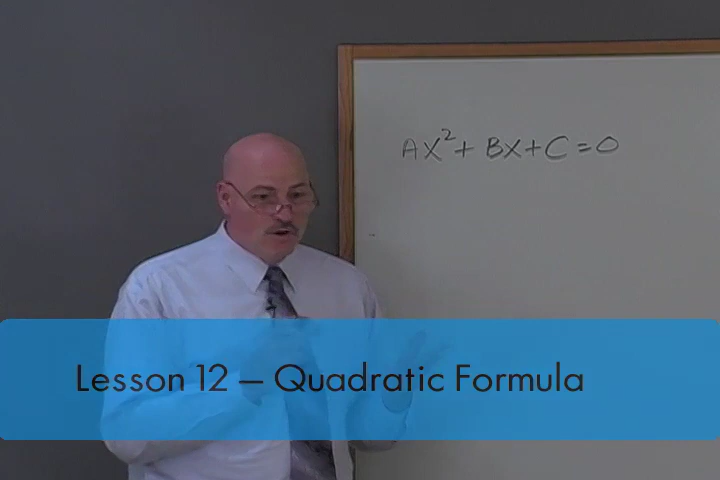 AX²+ BX+C=0
Lesson 12 — Quadratic Formula